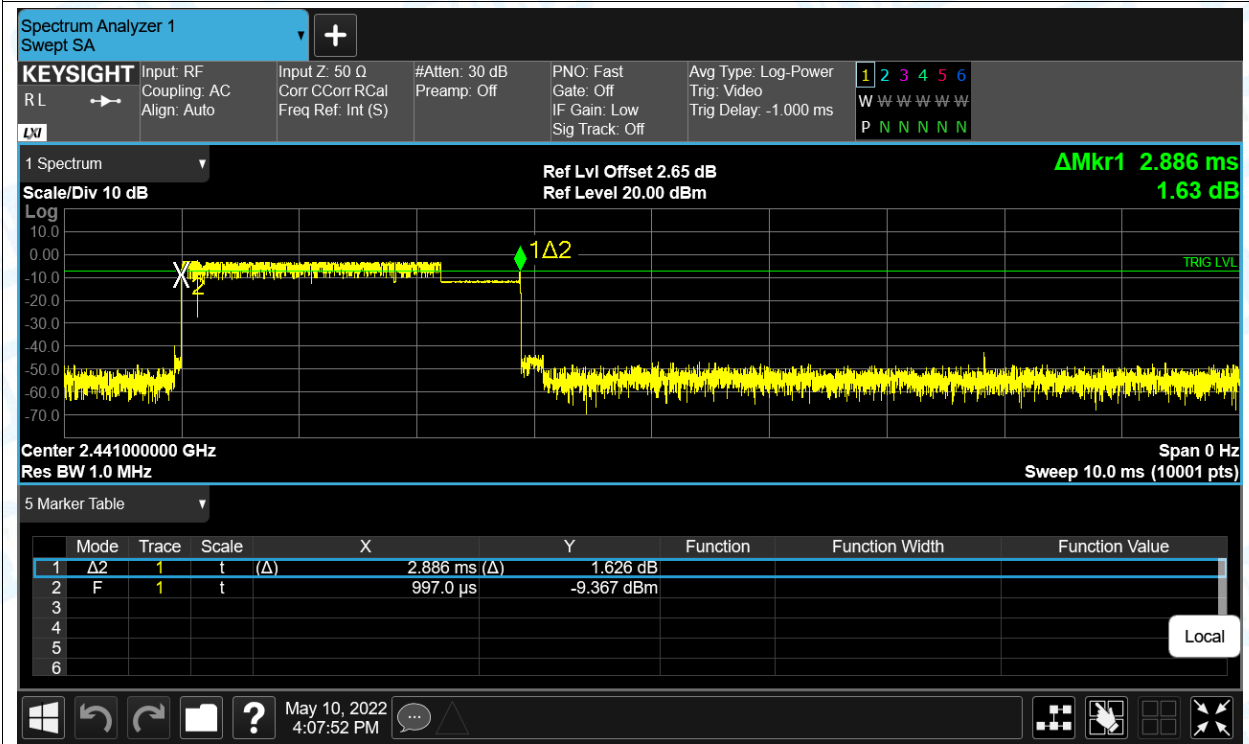 Spectrum Analyzer 1
Swept SA
KEYSIGHT
R L
LXI
Input: RF
Coupling: AC
Align: Auto
Input Z: 50 Ω
Corr CCorr RCal
Freq Ref: Int (S)
#Atten: 30 dB
Preamp: Off
PNO: Fast
Gate: Off
IF Gain: Low
Sig Track: Off
Avg Type: Log-Power
Trig: Video
Trig Delay: -1.000 ms
1 2 3 4 5 6
W W W W W W
P N N N N N
1 Spectrum
Scale/Div 10 dB
Ref Lvl Offset 2.65 dB
Ref Level 20.00 dBm
ΔMkr1 2.886 ms
1.63 dB
Log
10.0
0.00
-10.0
-20.0
-30.0
-40.0
-50.0
-60.0
-70.0
1Δ2
2
TRIG LVL
Center 2.441000000 GHz
Res BW 1.0 MHz
Span 0 Hz
Sweep 10.0 ms (10001 pts)
5 Marker Table
Mode Trace Scale X Y Function Function Width Function Value
1 Δ2 1 t (Δ) 2.886 ms (Δ) 1.626 dB
2 F 1 t 997.0 µs -9.367 dBm
3
4
5
6
Local
?
May 10, 2022
4:07:52 PM